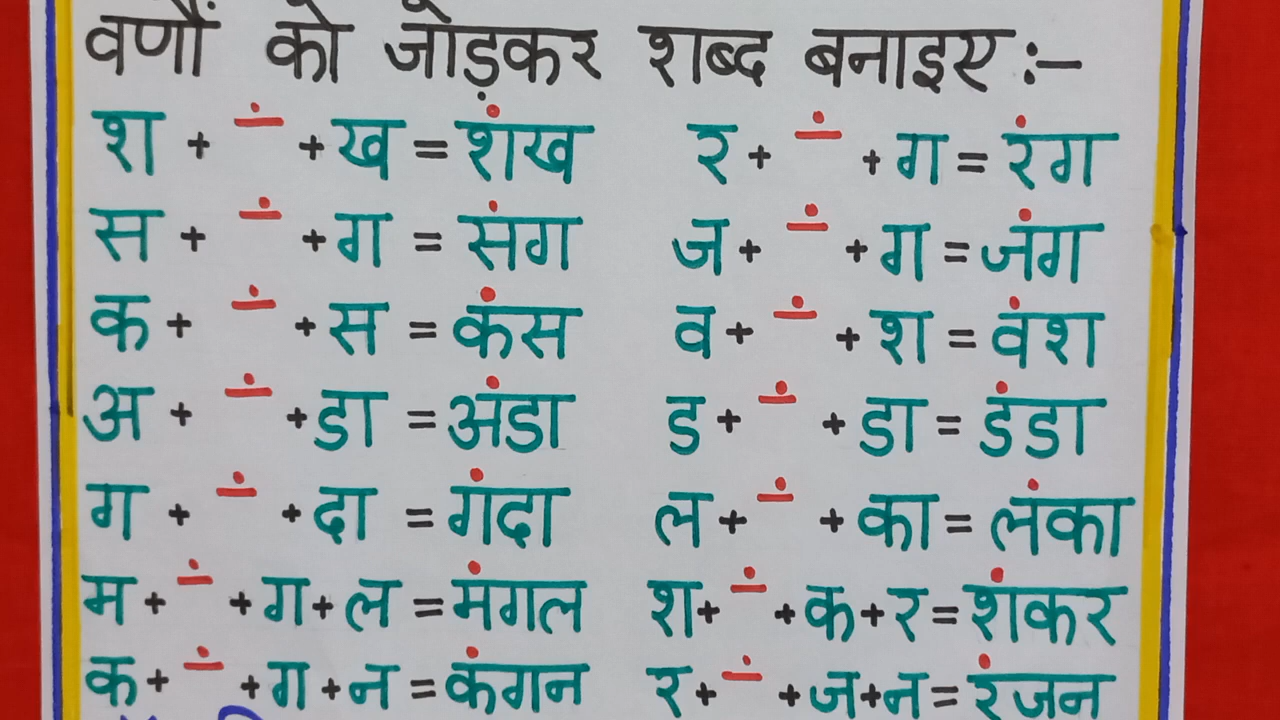 वर्णों को जोड़कर शब्द बनाइए :-
श + ं + ख = शंख र + ं + ग = रंग
स + ं + ग = संग ज + ं + ग = जंग
क + ं + स = कंस व + ं + श = वंश
अ + ं + डा = अंडा ड + ं + डा = डंडा
ग + ं + दा = गंदा ल + ं + का = लंका
म + ं + ग + ल = मंगल श + ं + क + र = शंकर
क + ं + ग + न = कंगन र + ं + ज + न = रंजन